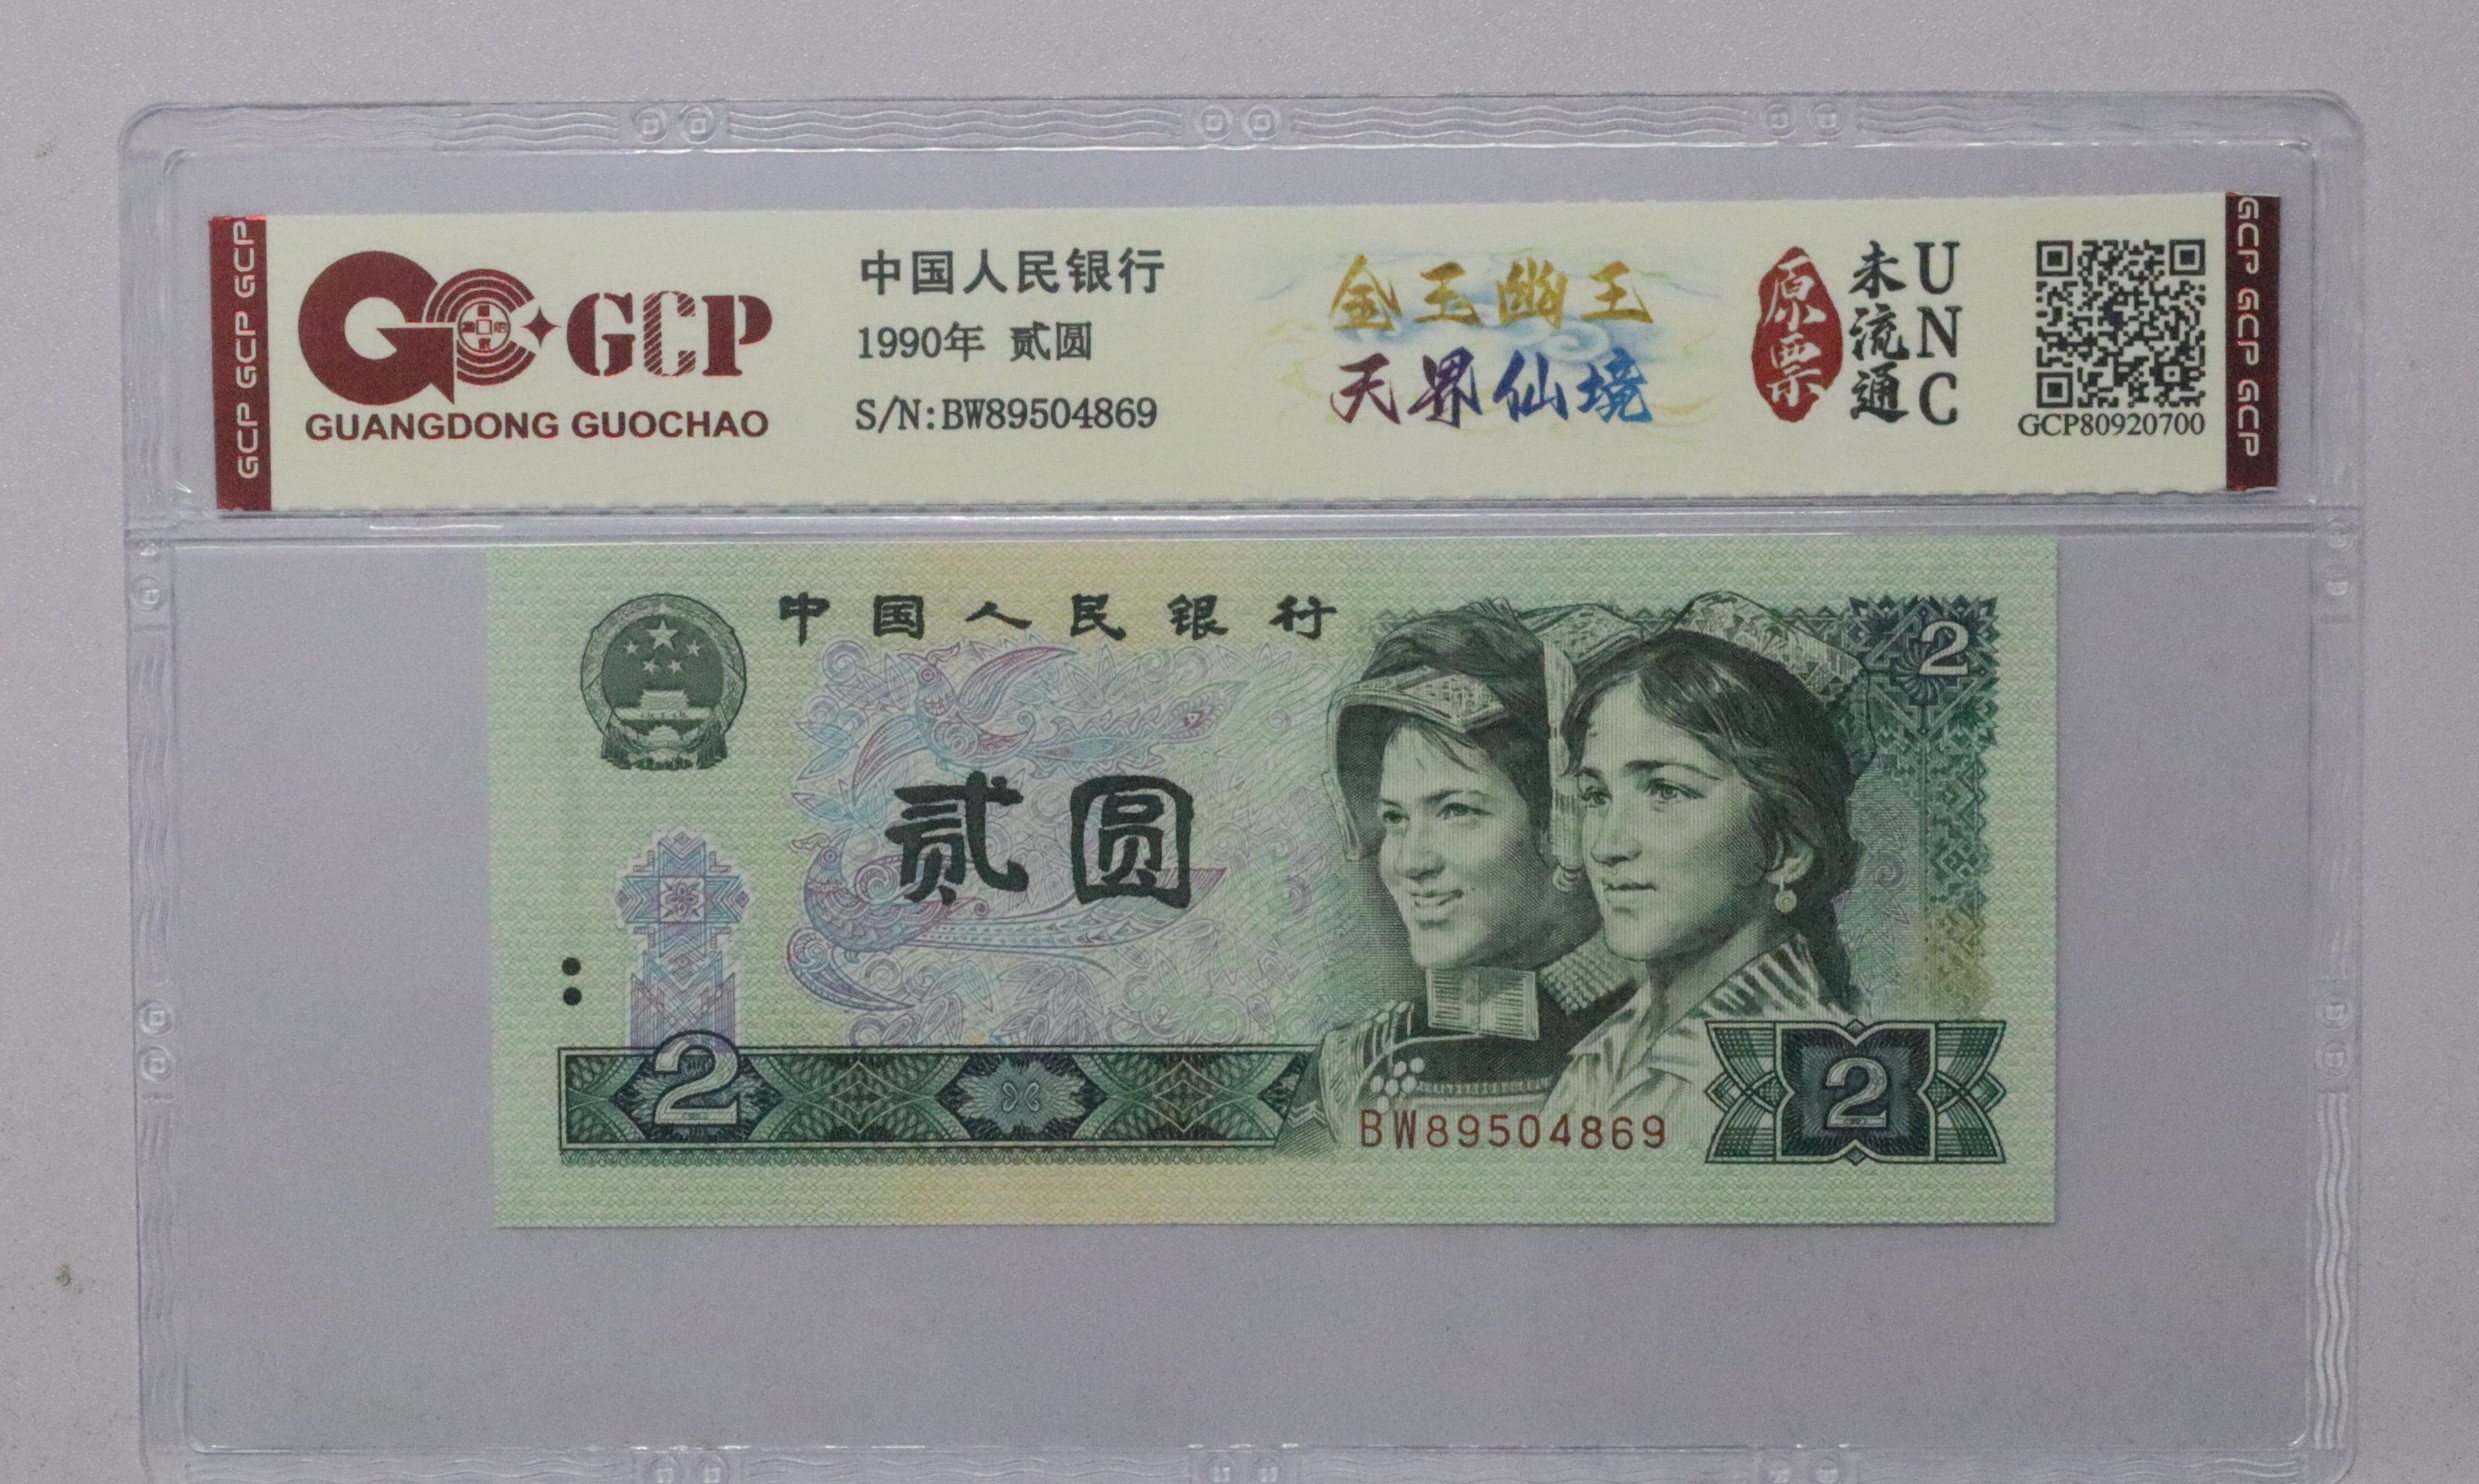 GCP GCP GCP
GCP
GUANGDONG GUOCHAO
中国人民银行
1990年 贰圆
S/N:BW89504869
金玉幽王
天界仙境
原票
未流通
UNC
GCP80920700
GCP GCP GCP
中国人民银行
2
贰圆
2
BW89504869
2